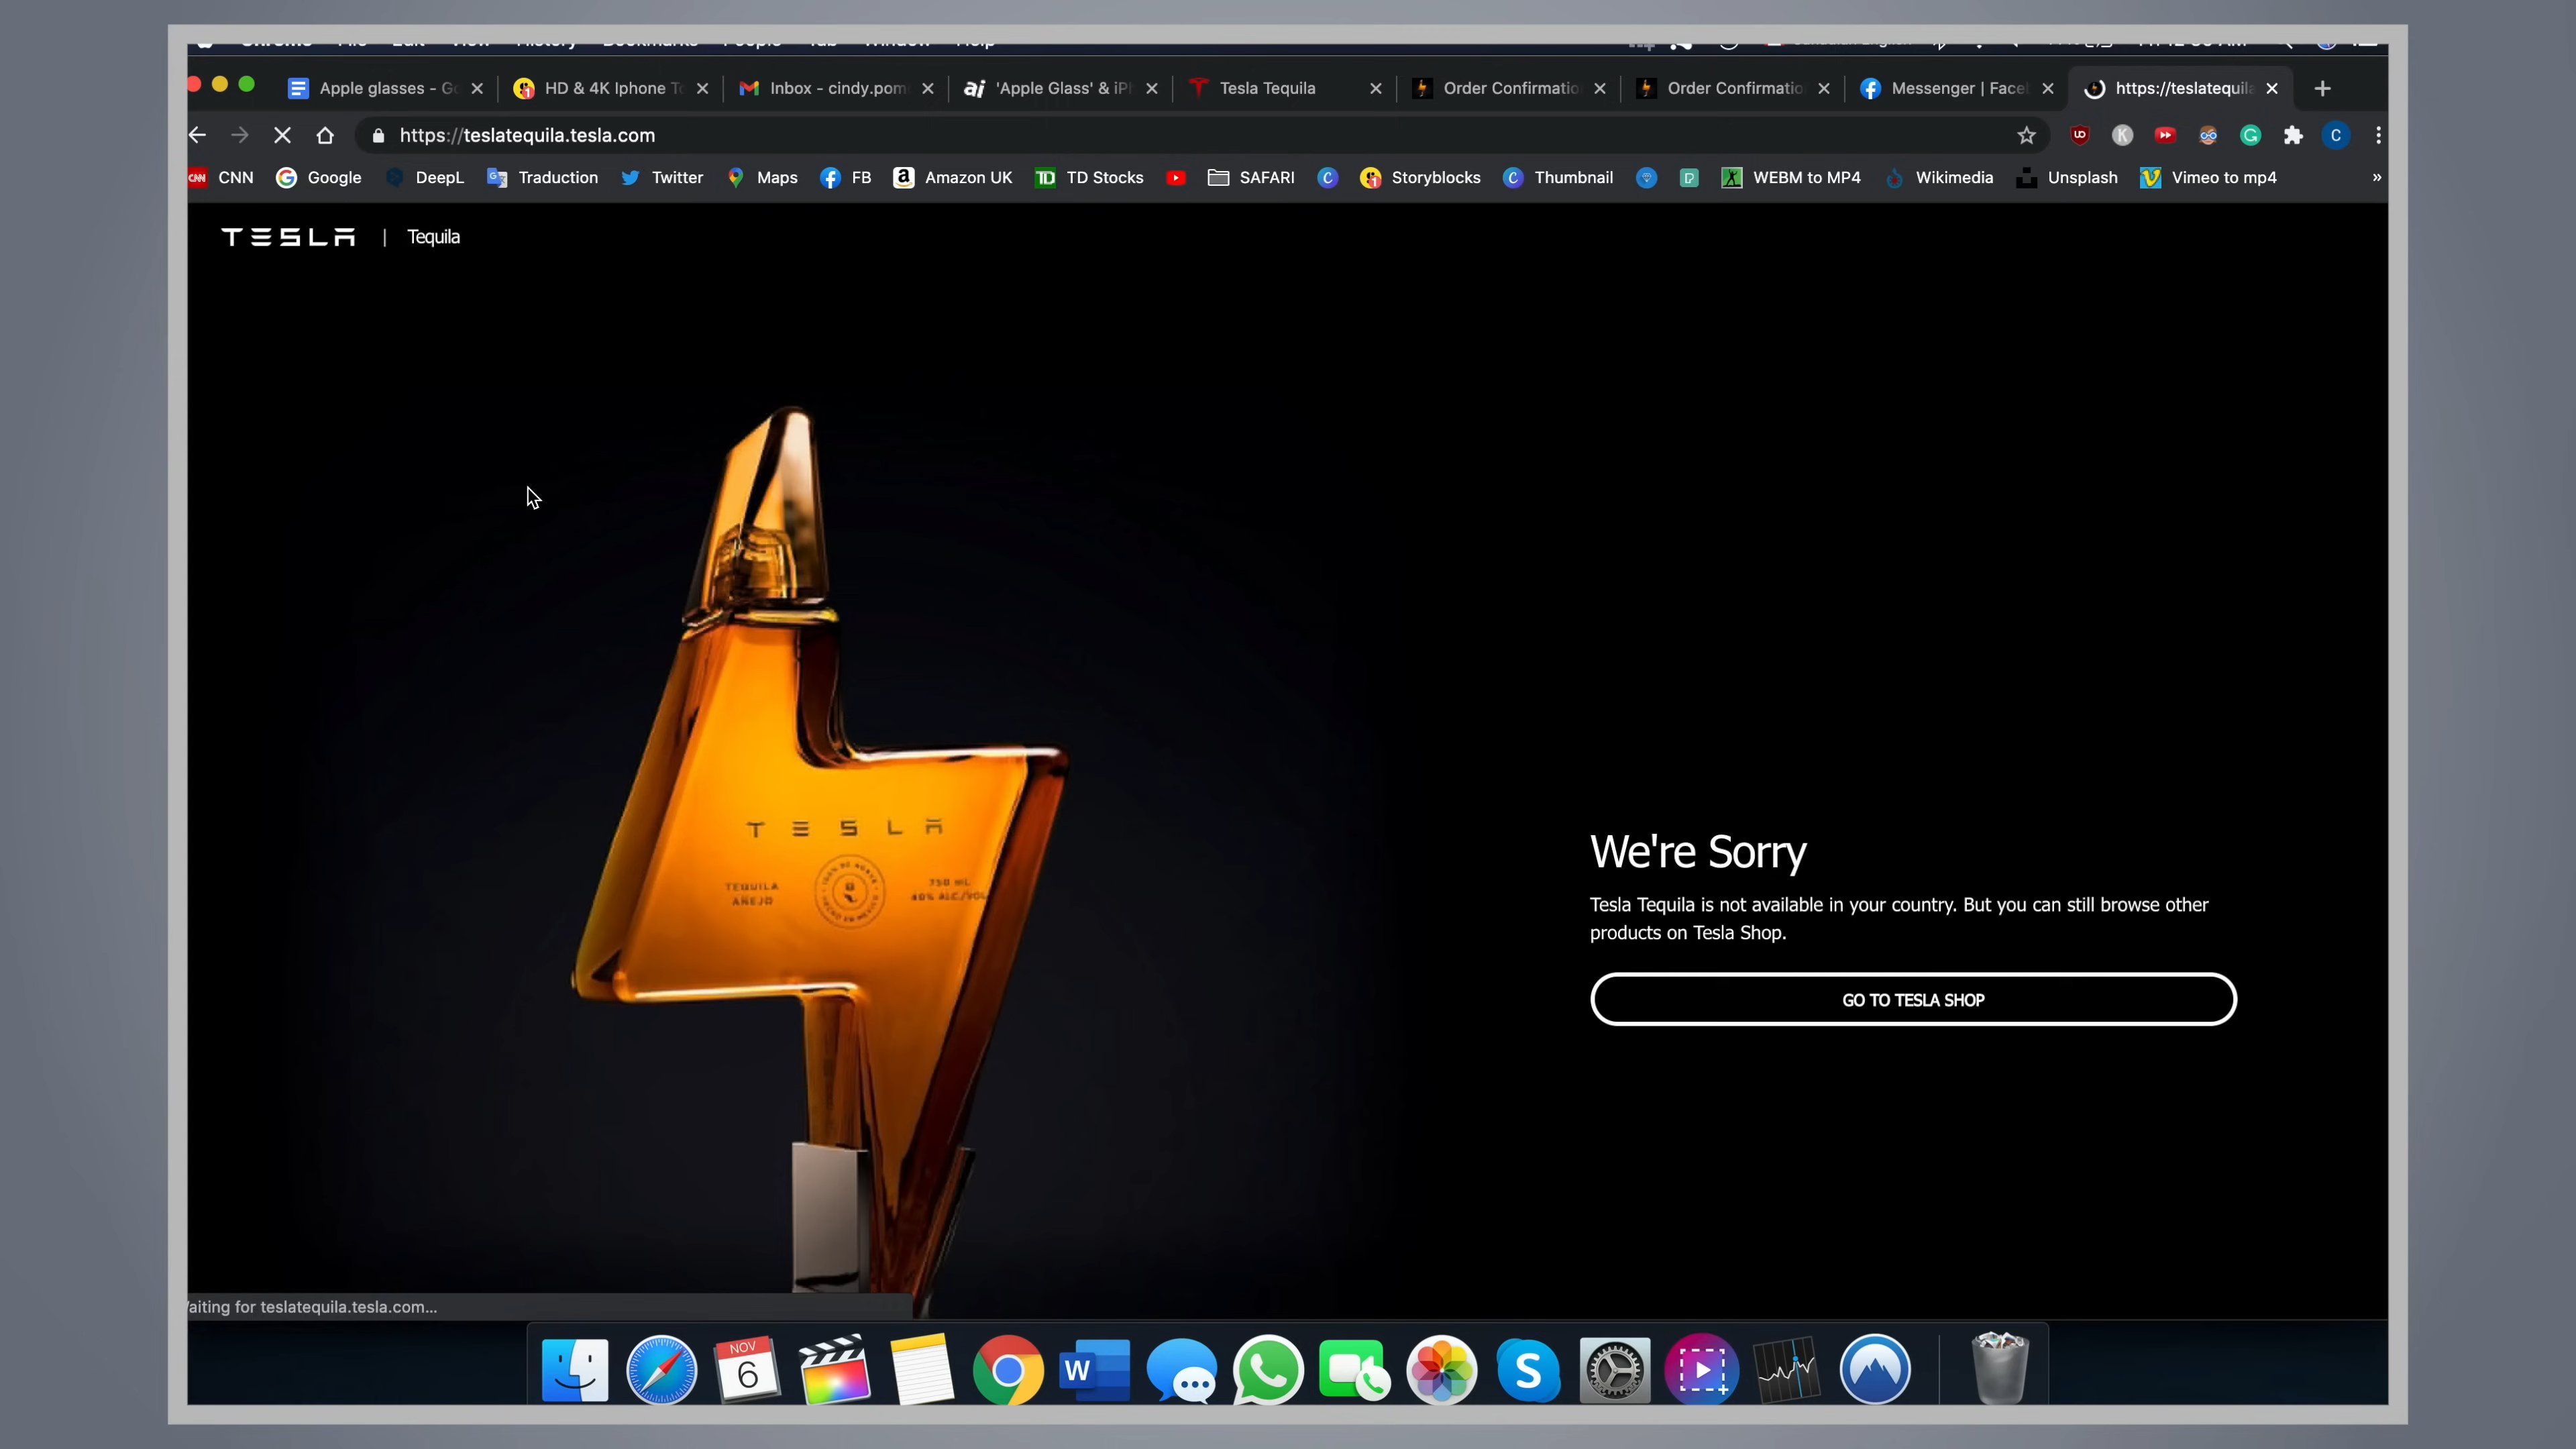 Apple glasses - G
HD & 4K Iphone T
Inbox - cindy.pom
'Apple Glass' & iP
Tesla Tequila
Order Confirmatio
Order Confirmatio
Messenger | Face
https://teslatequila
https://teslatequila.tesla.com
CNN
Google
DeepL
Traduction
Twitter
Maps
FB
Amazon UK
TD Stocks
SAFARI
Storyblocks
Thumbnail
WEBM to MP4
Wikimedia
Unsplash
Vimeo to mp4
TESLA | Tequila
TESLA
TEQUILA
AÑEJO
750 ML
40% ALC/VOL
We're Sorry
Tesla Tequila is not available in your country. But you can still browse other
products on Tesla Shop.
GO TO TESLA SHOP
aiting for teslatequila.tesla.com...
NOV
6